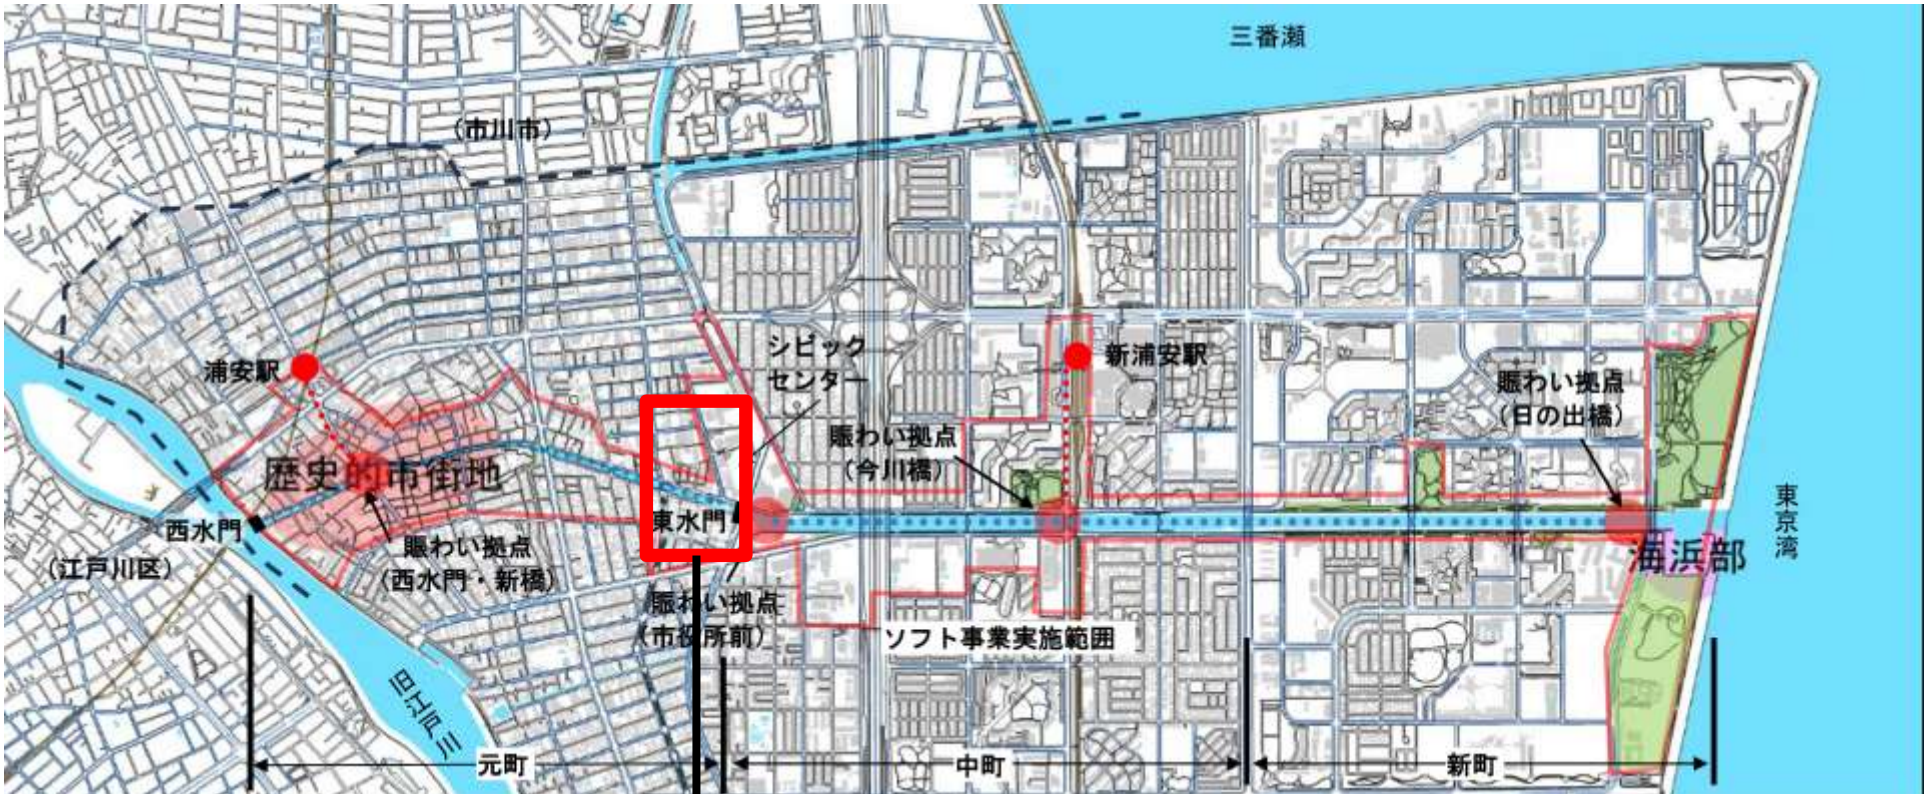 三番瀬
（市川市）
シビック
センター
浦安駅
新浦安駅
賑わい拠点
（日の出橋）
賑わい拠点
（今川橋）
歴史的市街地
西水門
東水門
東京湾
（江戸川区）
賑わい拠点
（西水門・新橋）
海浜部
賑わい拠点
（市役所前）
ソフト事業実施範囲
旧江戸川
元町
中町
新町